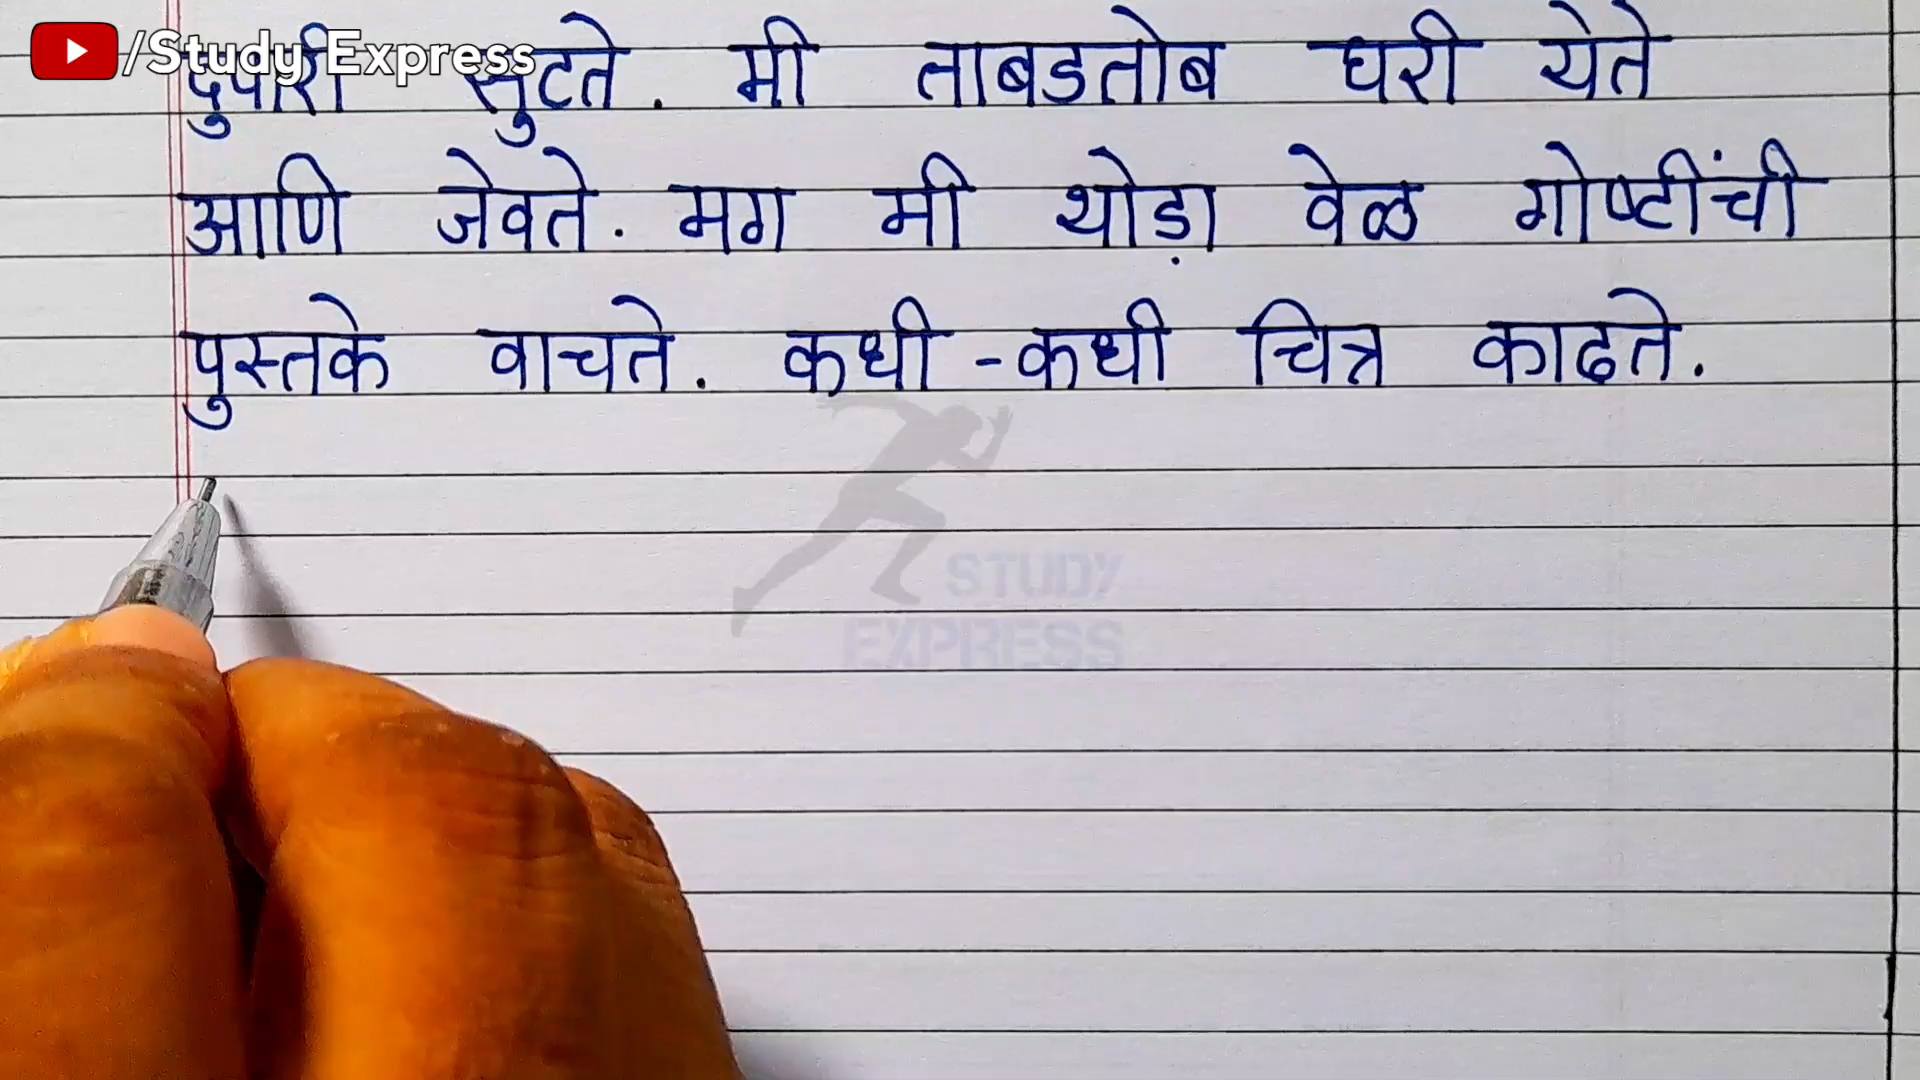 /Study Express
दुपारी सुटते. मी ताबडतोब घरी येते
आणि जेवते. मग मी थोड़ा वेळ गोष्टींची
पुस्तके वाचते. कधी -कधी चित्र काढते.
STUDY
EXPRESS